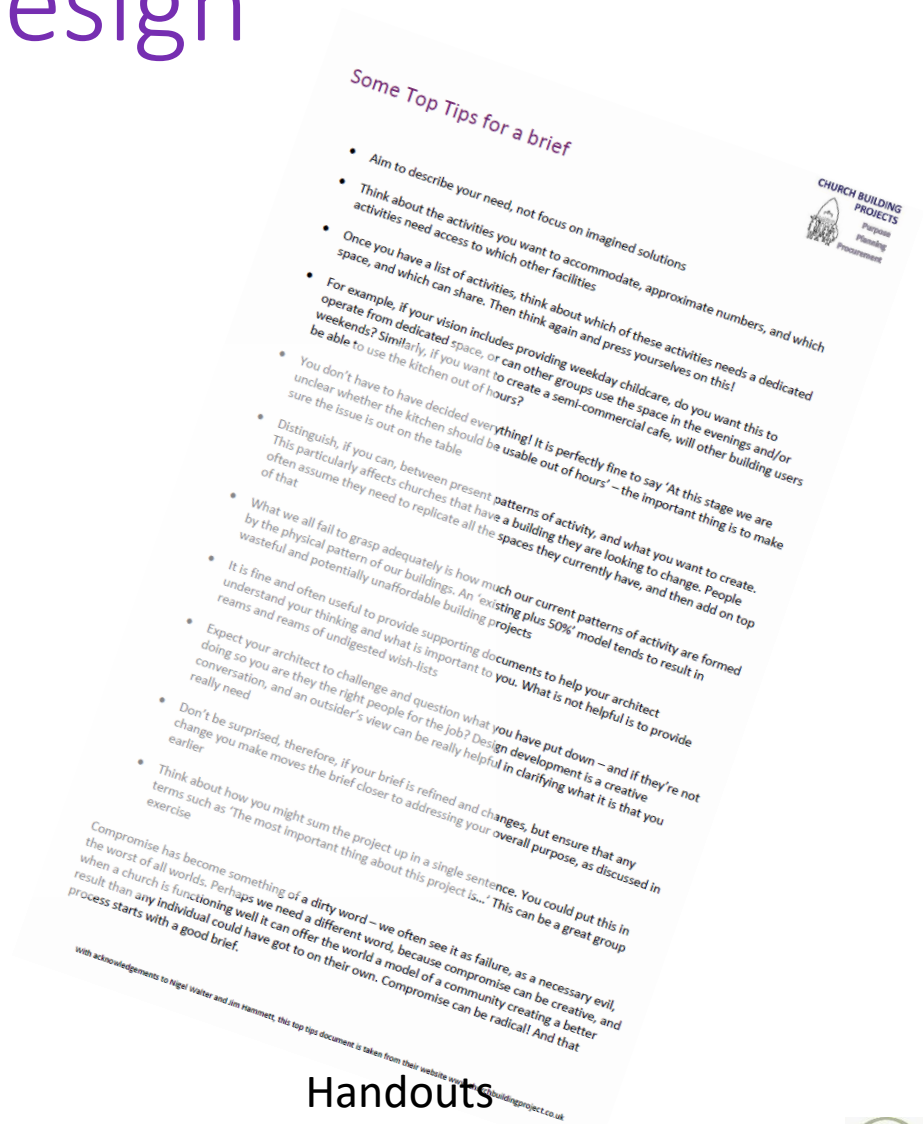 esign
Some Top Tips for a brief
CHURCH BUILDING
PROJECTS
Purpose
Planning
Procurement
• Aim to describe your need, not focus on imagined solutions
• Think about the activities you want to accommodate, approximate numbers, and which
activities need access to which other facilities
• Once you have a list of activities, think about which of these activities needs a dedicated
space, and which can share. Then think again and press yourselves on this!
• For example, if your vision includes providing weekday childcare, do you want this to
operate from dedicated space, or can other groups use the space in the evenings and/or
weekends? Similarly, if you want to create a semi-commercial cafe, will other building users
be able to use the kitchen out of hours?
• You don't have to have decided everything! It is perfectly fine to say 'At this stage we are
unclear whether the kitchen should be usable out of hours' – the important thing is to make
sure the issue is out on the table
• Distinguish, if you can, between present patterns of activity, and what you want to create.
This particularly affects churches that have a building they are looking to change. People
often assume they need to replicate all the spaces they currently have, and then add on top
of that
• What we all fail to grasp adequately is how much our current patterns of activity are formed
by the physical pattern of our buildings. An 'existing plus 50%' model tends to result in
wasteful and potentially unaffordable building projects
• It is fine and often useful to provide supporting documents to help your architect
understand your thinking and what is important to you. What is not helpful is to provide
reams and reams of undigested wish-lists
• Expect your architect to challenge and question what you have put down – and if they're not
doing so you are they the right people for the job? Design development is a creative
conversation, and an outsider's view can be really helpful in clarifying what it is that you
really need
• Don't be surprised, therefore, if your brief is refined and changes, but ensure that any
change you make moves the brief closer to addressing your overall purpose, as discussed in
earlier
• Think about how you might sum the project up in a single sentence. You could put this in
terms such as 'The most important thing about this project is...' This can be a great group
exercise
Compromise has become something of a dirty word – we often see it as failure, as a necessary evil,
the worst of all worlds. Perhaps we need a different word, because compromise can be creative, and
when a church is functioning well it can offer the world a model of a community creating a better
result than any individual could have got to on their own. Compromise can be radical! And that
process starts with a good brief.
With acknowledgements to Nigel Walter and Jim Hammett, this top tips document is taken from their website www.churchbuildingproject.co.uk
Handouts